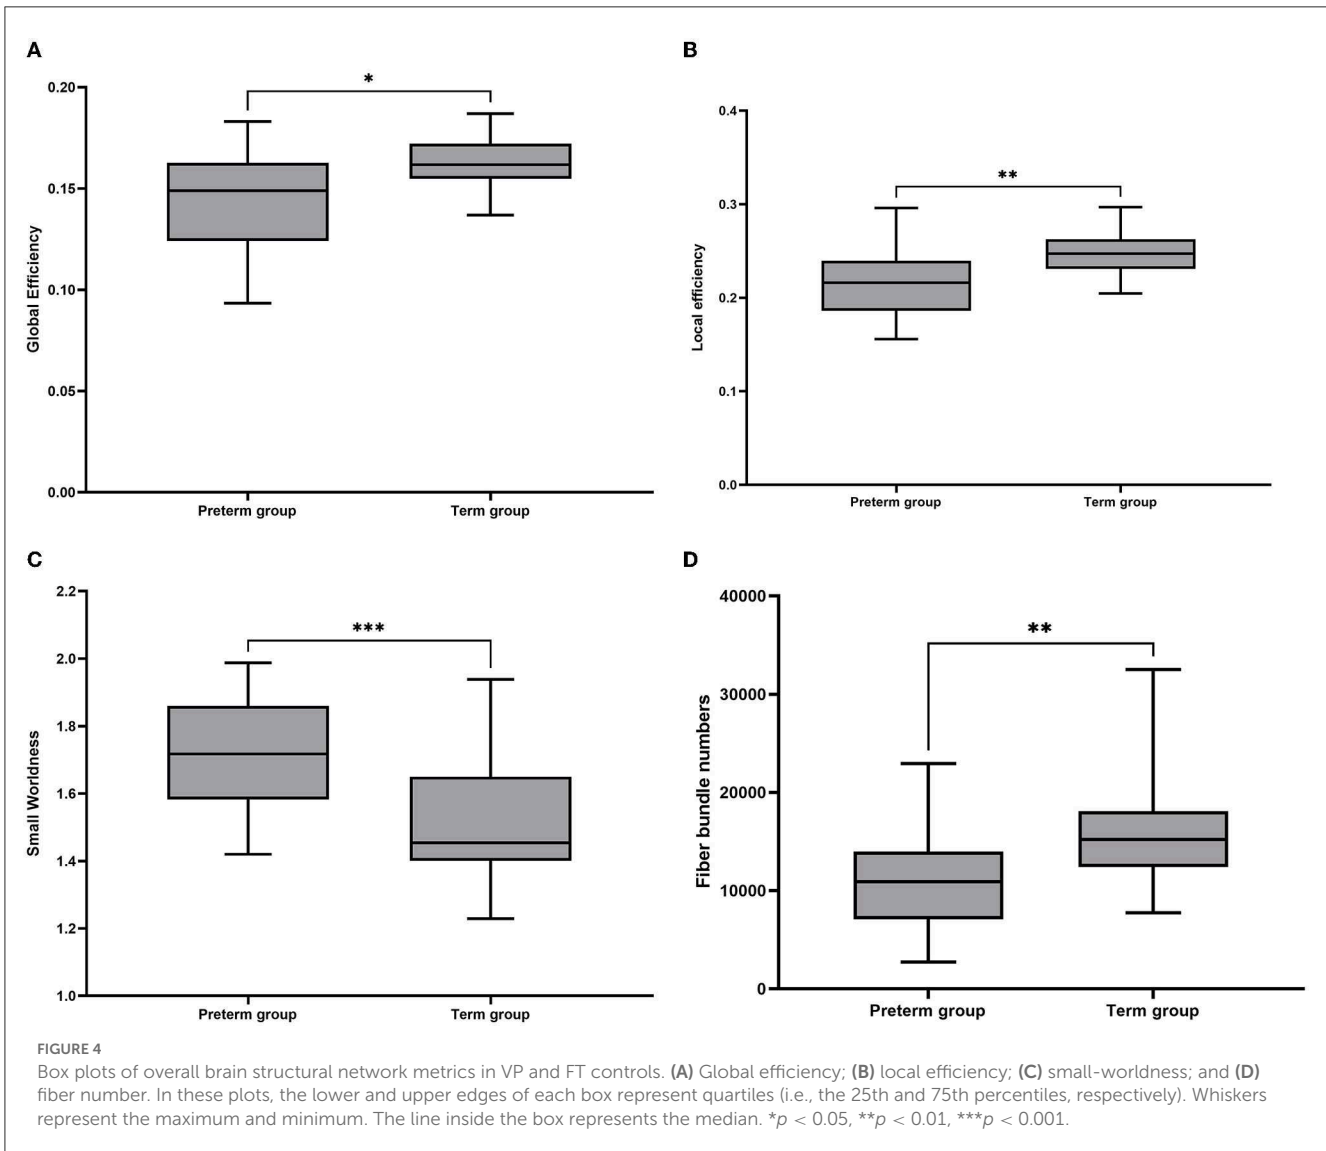 A
0.20
0.15
0.10
0.05
0.00
Global Efficiency
*
Preterm group
Term group
B
0.4
0.3
0.2
0.1
0.0
Local efficiency
**
Preterm group
Term group
C
2.2
2.0
1.8
1.6
1.4
1.2
1.0
Small Worldness
***
Preterm group
Term group
D
40000
30000
20000
10000
0
Fiber bundle numbers
**
Preterm group
Term group
FIGURE 4
Box plots of overall brain structural network metrics in VP and FT controls. (A) Global efficiency; (B) local efficiency; (C) small-worldness; and (D)
fiber number. In these plots, the lower and upper edges of each box represent quartiles (i.e., the 25th and 75th percentiles, respectively). Whiskers
represent the maximum and minimum. The line inside the box represents the median. *p < 0.05, **p < 0.01, ***p < 0.001.